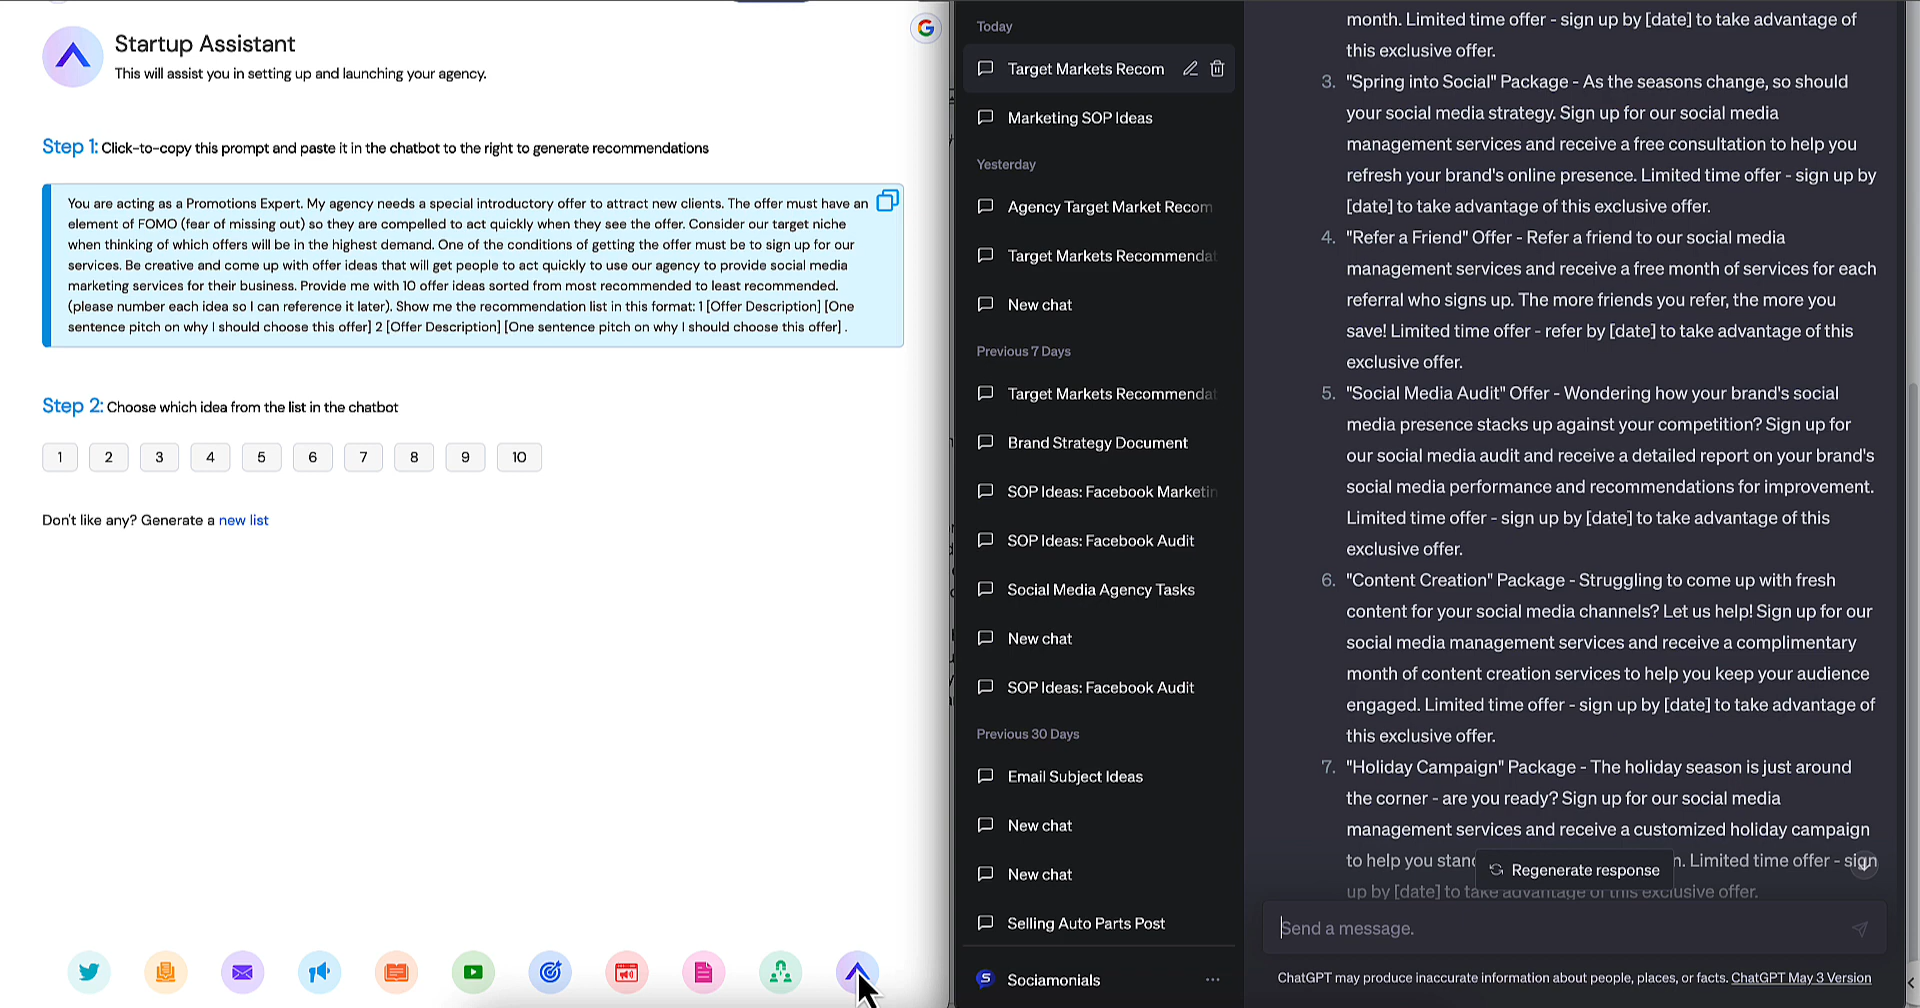 Startup Assistant
This will assist you in setting up and launching your agency.
Step 1: Click-to-copy this prompt and paste it in the chatbot to the right to generate recommendations
You are acting as a Promotions Expert. My agency needs a special introductory offer to attract new clients. The offer must have an
element of FOMO (fear of missing out) so they are compelled to act quickly when they see the offer. Consider our target niche
when thinking of which offers will be in the highest demand. One of the conditions of getting the offer must be to sign up for our
services. Be creative and come up with offer ideas that will get people to act quickly to use our agency to provide social media
marketing services for their business. Provide me with 10 offer ideas sorted from most recommended to least recommended.
(please number each idea so I can reference it later). Show me the recommendation list in this format: 1 [Offer Description] [One
sentence pitch on why I should choose this offer] 2 [Offer Description] [One sentence pitch on why I should choose this offer] .
Step 2: Choose which idea from the list in the chatbot
1 2 3 4 5 6 7 8 9 10
Don't like any? Generate a new list
Today
Target Markets Recom
Marketing SOP Ideas
Yesterday
Agency Target Market Recom
Target Markets Recommendat
New chat
Previous 7 Days
Target Markets Recommendat
Brand Strategy Document
SOP Ideas: Facebook Marketin
SOP Ideas: Facebook Audit
Social Media Agency Tasks
New chat
SOP Ideas: Facebook Audit
Previous 30 Days
Email Subject Ideas
New chat
New chat
Selling Auto Parts Post
Sociamonials
month. Limited time offer - sign up by [date] to take advantage of
this exclusive offer.
3. "Spring into Social" Package - As the seasons change, so should
your social media strategy. Sign up for our social media
management services and receive a free consultation to help you
refresh your brand's online presence. Limited time offer - sign up by
[date] to take advantage of this exclusive offer.
4. "Refer a Friend" Offer - Refer a friend to our social media
management services and receive a free month of services for each
referral who signs up. The more friends you refer, the more you
save! Limited time offer - refer by [date] to take advantage of this
exclusive offer.
5. "Social Media Audit" Offer - Wondering how your brand's social
media presence stacks up against your competition? Sign up for
our social media audit and receive a detailed report on your brand's
social media performance and recommendations for improvement.
Limited time offer - sign up by [date] to take advantage of this
exclusive offer.
6. "Content Creation" Package - Struggling to come up with fresh
content for your social media channels? Let us help! Sign up for our
social media management services and receive a complimentary
month of content creation services to help you keep your audience
engaged. Limited time offer - sign up by [date] to take advantage of
this exclusive offer.
7. "Holiday Campaign" Package - The holiday season is just around
the corner - are you ready? Sign up for our social media
management services and receive a customized holiday campaign
to help you stand n. Limited time offer - sign
up by [date] to take advantage of this exclusive offer.
Regenerate response
Send a message.
ChatGPT may produce inaccurate information about people, places, or facts. ChatGPT May 3 Version